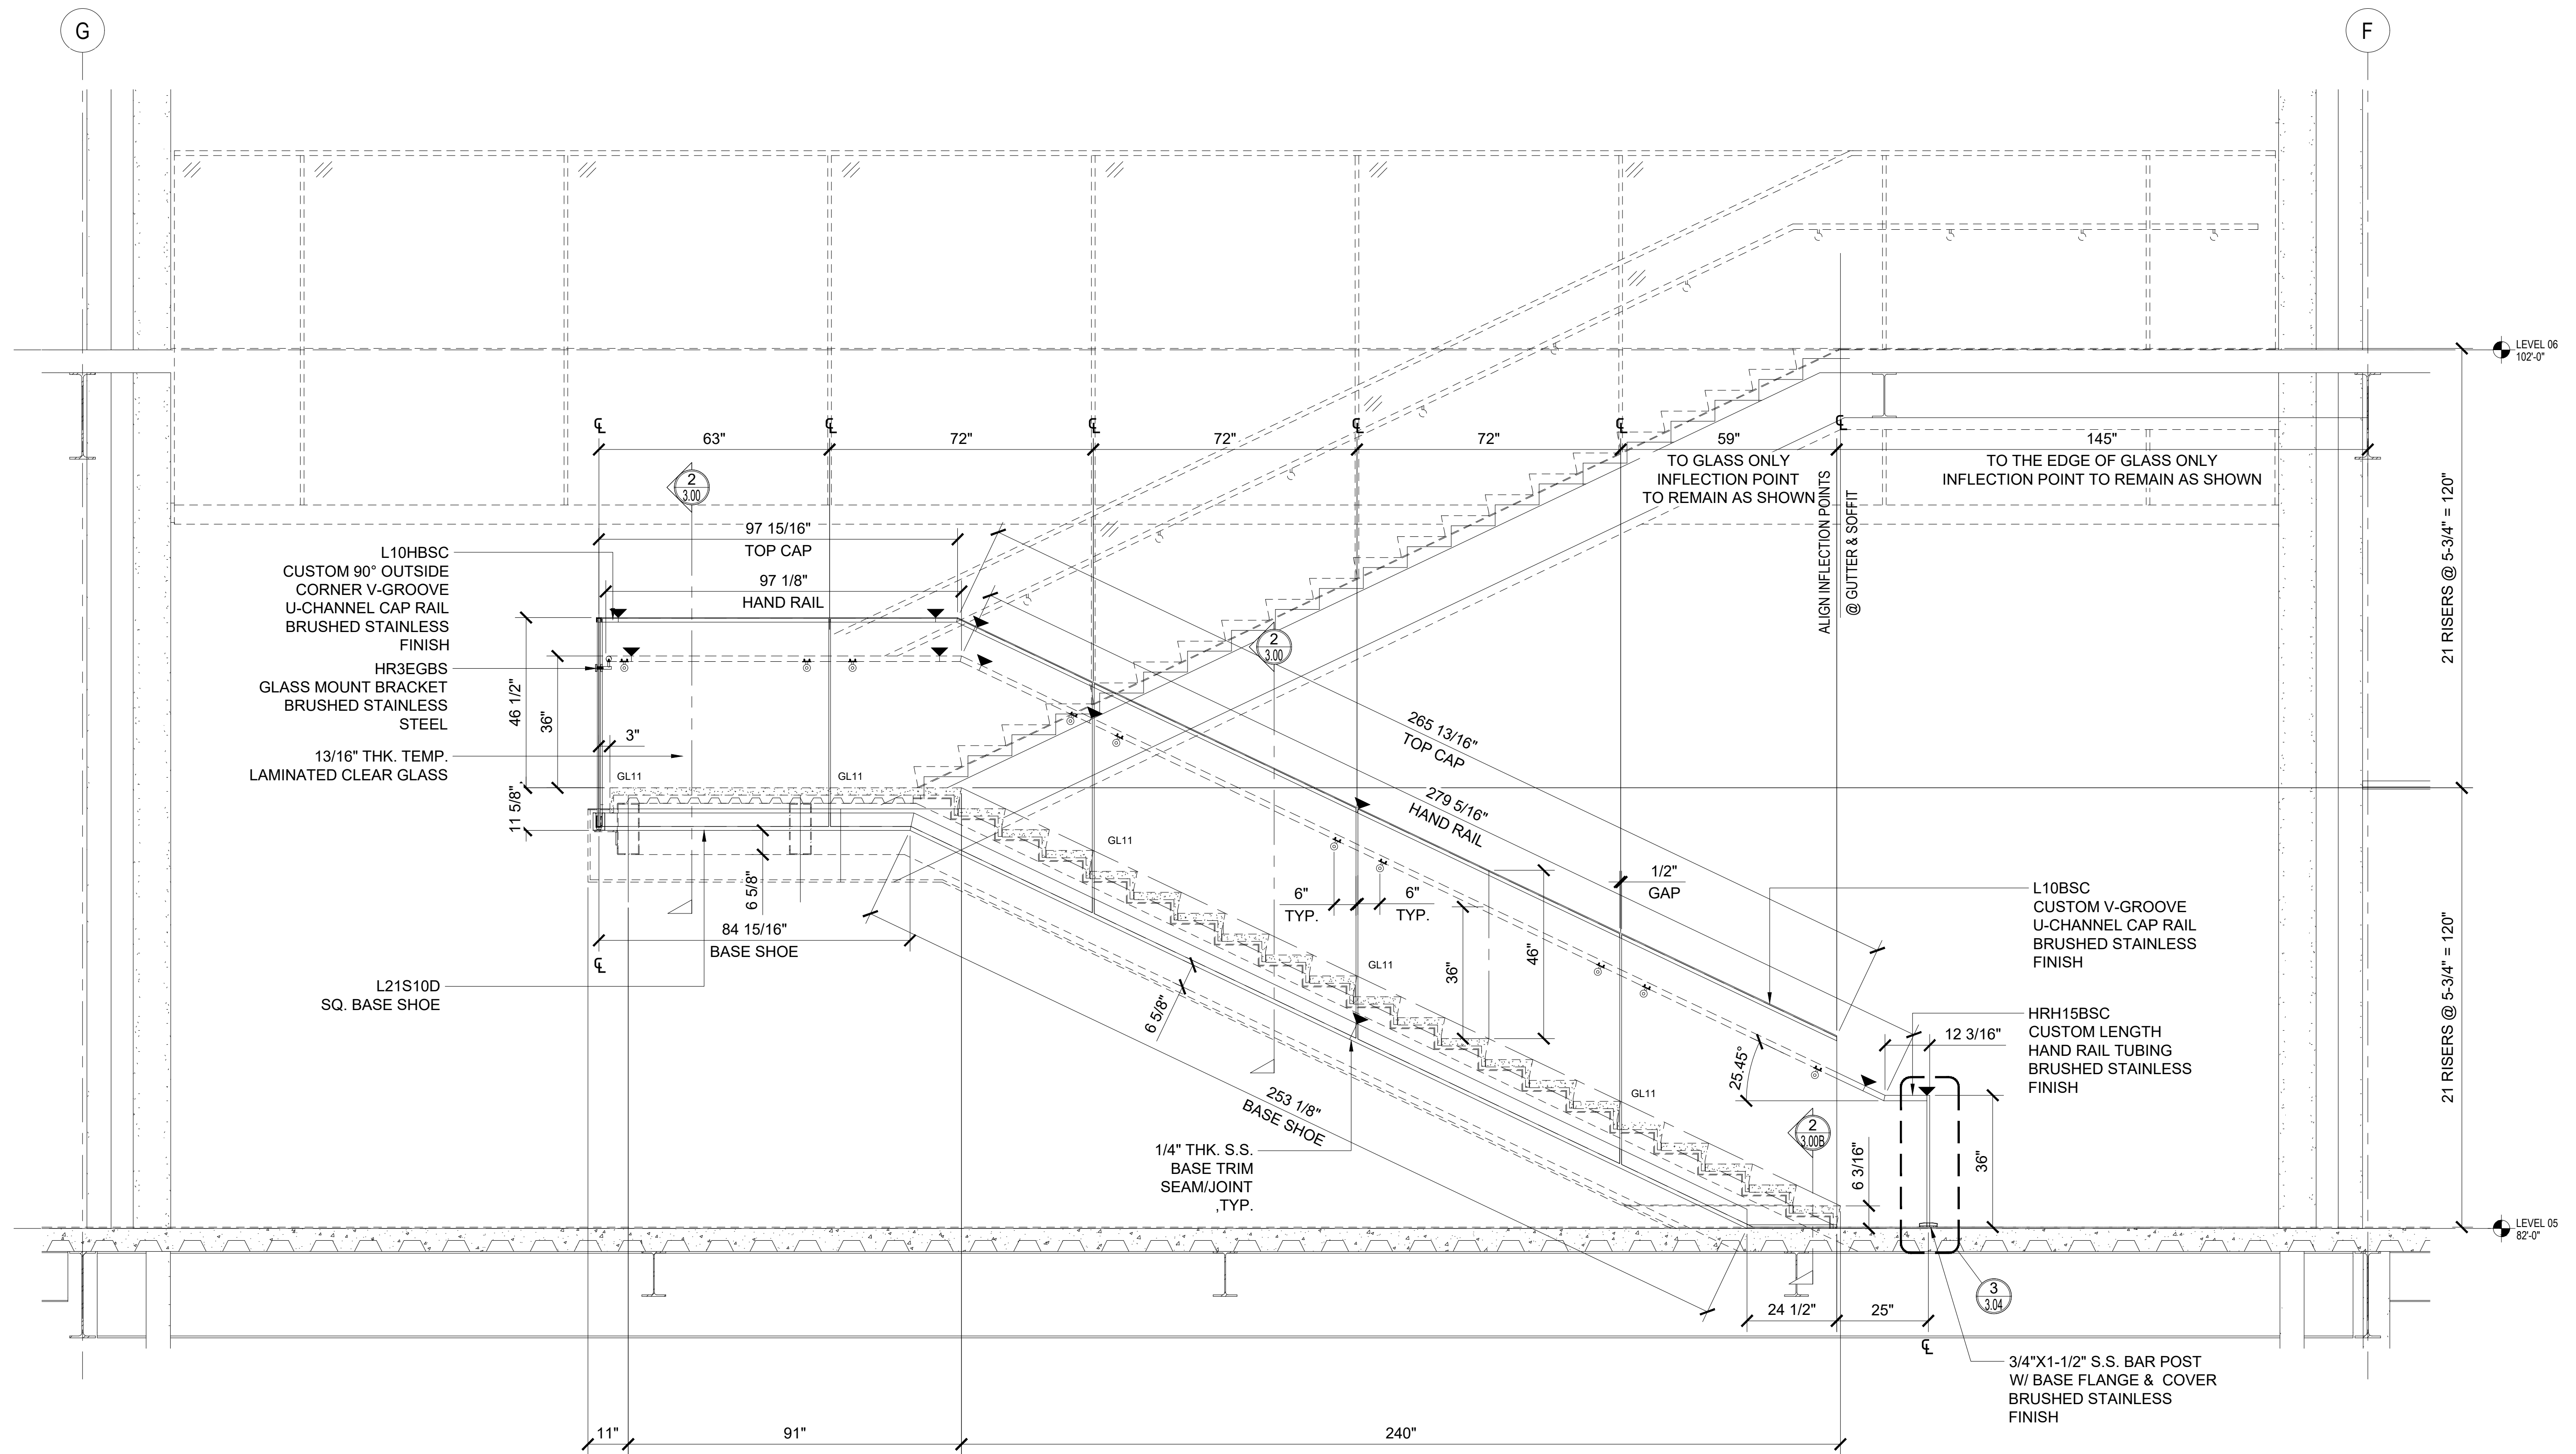 G
F
LEVEL 06
102'-0"
℄
℄
℄
℄
℄
℄
63"
72"
72"
72"
59"
145"
TO GLASS ONLY
INFLECTION POINT
TO REMAIN AS SHOWN
TO THE EDGE OF GLASS ONLY
INFLECTION POINT TO REMAIN AS SHOWN
ALIGN INFLECTION POINTS
@ GUTTER & SOFFIT
21 RISERS @ 5-3/4" = 120"
2
3.00
97 15/16"
TOP CAP
97 1/8"
HAND RAIL
L10HBSC
CUSTOM 90° OUTSIDE
CORNER V-GROOVE
U-CHANNEL CAP RAIL
BRUSHED STAINLESS
FINISH
HR3EGBS
GLASS MOUNT BRACKET
BRUSHED STAINLESS
STEEL
13/16" THK. TEMP.
LAMINATED CLEAR GLASS
46 1/2"
36"
3"
11 5/8"
GL11
GL11
2
3.00
265 13/16"
TOP CAP
279 5/16"
HAND RAIL
GL11
6 5/8"
84 15/16"
BASE SHOE
℄
L21S10D
SQ. BASE SHOE
6"
TYP.
6"
TYP.
1/2"
GAP
GL11
36"
46"
6 5/8"
L10BSC
CUSTOM V-GROOVE
U-CHANNEL CAP RAIL
BRUSHED STAINLESS
FINISH
21 RISERS @ 5-3/4" = 120"
HRH15BSC
CUSTOM LENGTH
HAND RAIL TUBING
BRUSHED STAINLESS
FINISH
12 3/16"
25.45°
GL11
253 1/8"
BASE SHOE
2
3.00B
6 3/16"
36"
1/4" THK. S.S.
BASE TRIM
SEAM/JOINT
,TYP.
LEVEL 05
82'-0"
3
3.04
24 1/2"
25"
℄
3/4"X1-1/2" S.S. BAR POST
W/ BASE FLANGE & COVER
BRUSHED STAINLESS
FINISH
11"
91"
240"